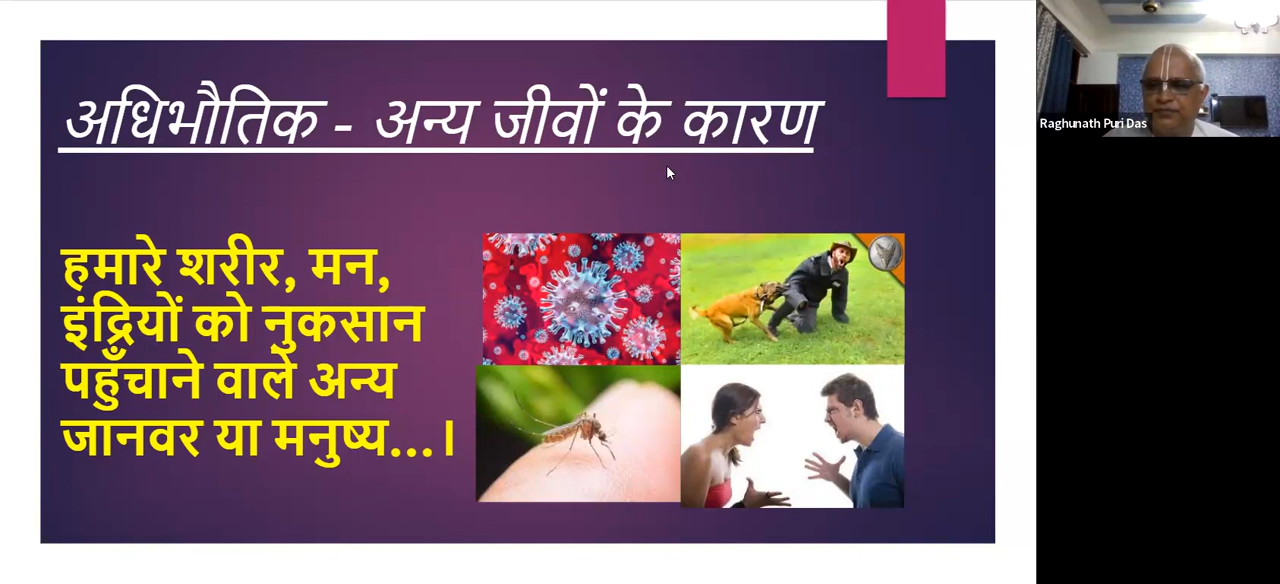 अधिभौतिक - अन्य जीवों के कारण
हमारे शरीर, मन,
इंद्रियों को नुकसान
पहुँचाने वाले अन्य
जानवर या मनुष्य...।
Raghunath Puri Das